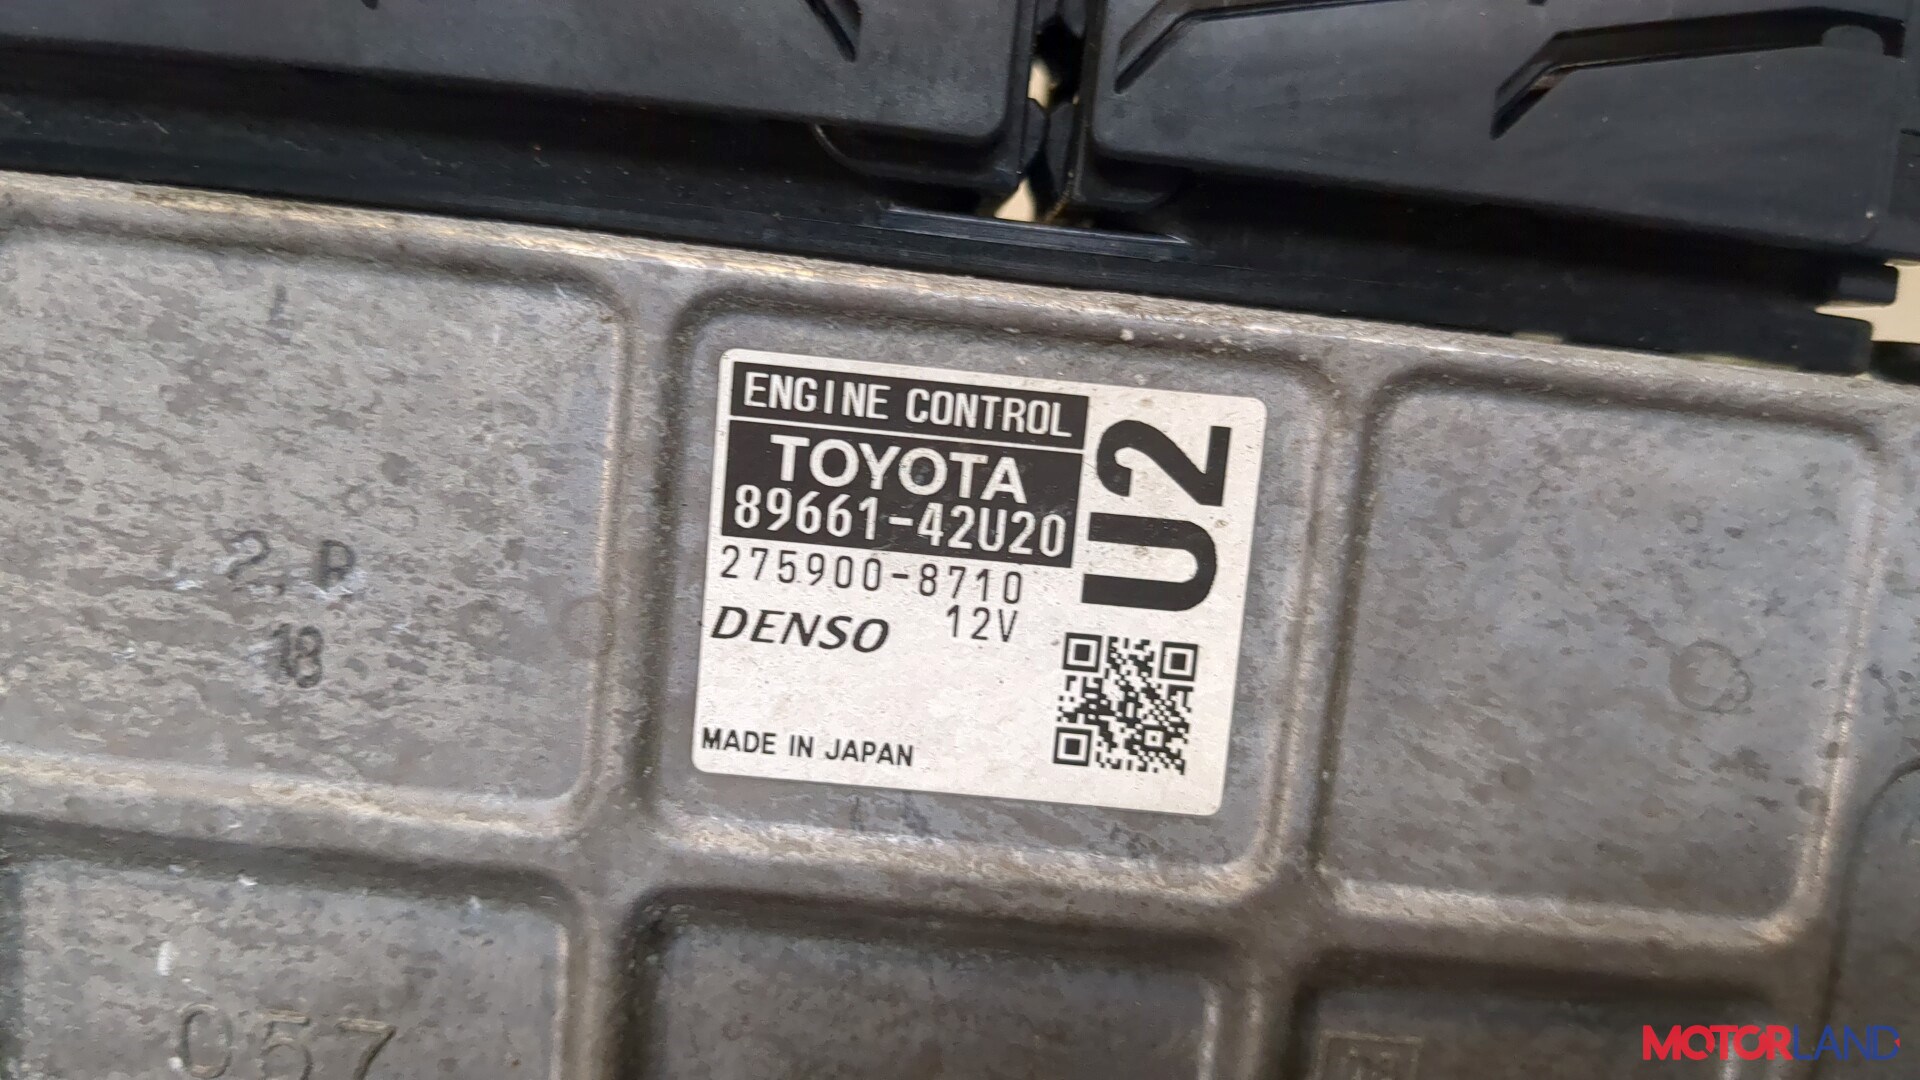 ENGINE CONTROL
TOYOTA
89661-42U20
U2
275900-8710
DENSO 12V
MADE IN JAPAN
2.P
18
057
MOTORLAND